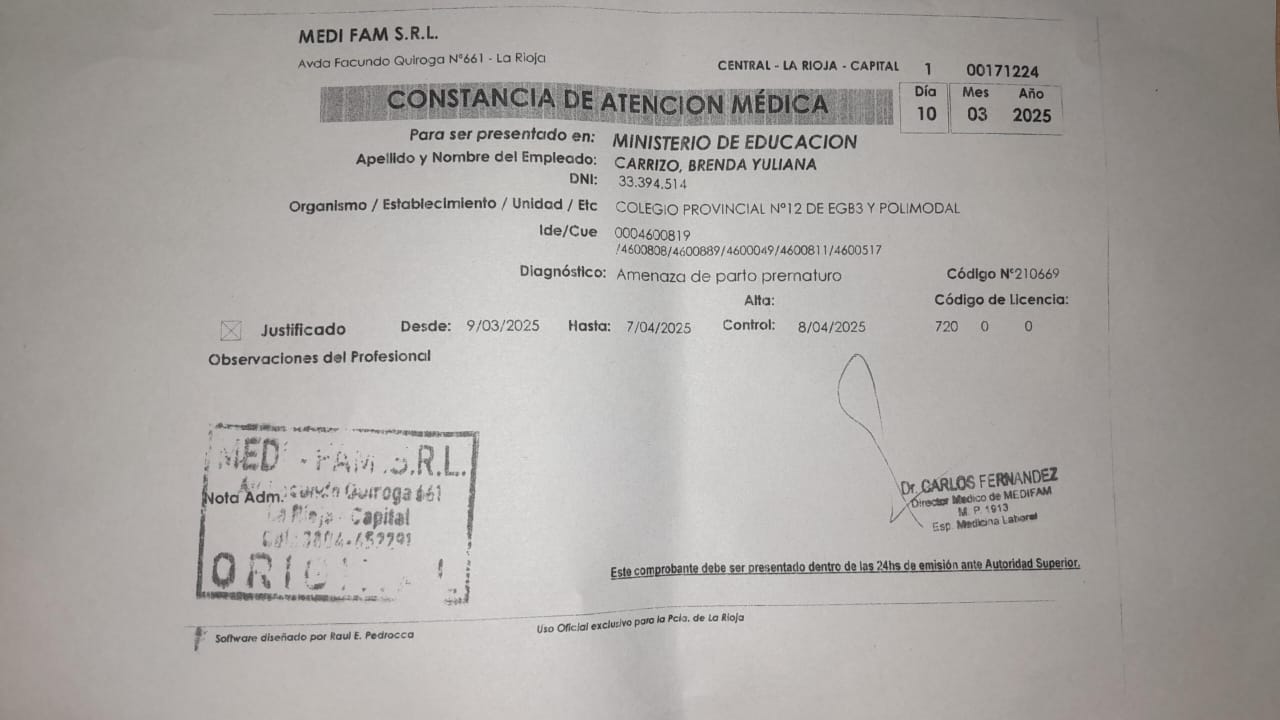 MEDI FAM S.R.L.
Avda Facundo Quiroga N°661 - La Rioja
CENTRAL - LA RIOJA - CAPITAL 1 00171224
CONSTANCIA DE ATENCION MÉDICA
Día Mes Año
10 03 2025
Para ser presentado en: MINISTERIO DE EDUCACION
Apellido y Nombre del Empleado: CARRIZO, BRENDA YULIANA
DNI: 33.394.514
Organismo / Establecimiento / Unidad / Etc COLEGIO PROVINCIAL N°12 DE EGB3 Y POLIMODAL
Ide/Cue 0004600819
/4600808/4600889/4600049/4600811/4600517
Diagnóstico: Amenaza de parto prematuro Código N°210669
Alta: Código de Licencia:
Justificado Desde: 9/03/2025 Hasta: 7/04/2025 Control: 8/04/2025 720 0 0
Observaciones del Profesional
MEDI - FAM S.R.L.
Nota Adm. Quiroga 661
La Rioja - Capital
Dr. CARLOS FERNANDEZ
Director Medico de MEDIFAM
M. P. 1913
Esp. Medicina Laboral
Este comprobante debe ser presentado dentro de las 24hs de emisión ante Autoridad Superior.
Software diseñado por Raul E. Pedrocca
Uso Oficial exclusivo para la Pcia. de La Rioja